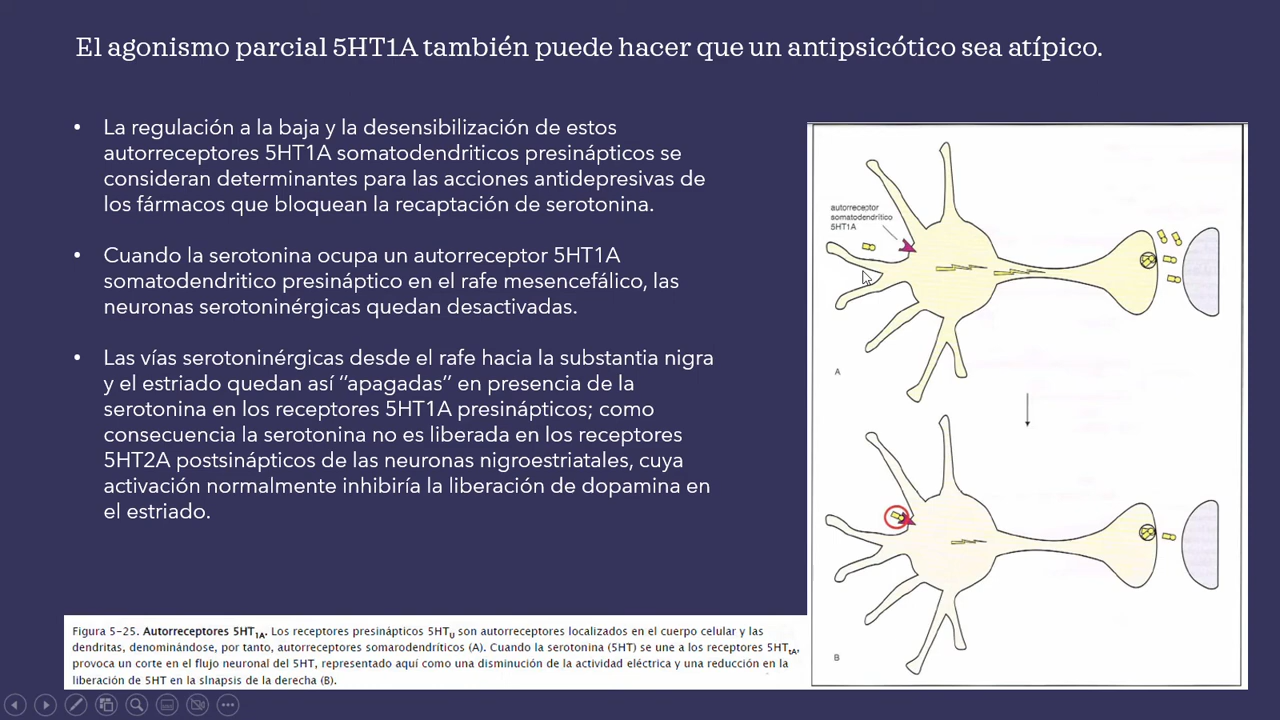 El agonismo parcial 5HT1A también puede hacer que un antipsicótico sea atípico.
• La regulación a la baja y la desensibilización de estos
autorreceptores 5HT1A somatodendriticos presinápticos se
consideran determinantes para las acciones antidepresivas de
los fármacos que bloquean la recaptación de serotonina.
• Cuando la serotonina ocupa un autorreceptor 5HT1A
somatodendritico presináptico en el rafe mesencefálico, las
neuronas serotoninérgicas quedan desactivadas.
• Las vías serotoninérgicas desde el rafe hacia la substantia nigra
y el estriado quedan así “apagadas” en presencia de la
serotonina en los receptores 5HT1A presinápticos; como
consecuencia la serotonina no es liberada en los receptores
5HT2A postsinápticos de las neuronas nigroestriatales, cuya
activación normalmente inhibiría la liberación de dopamina en
el estriado.
autorreceptor
somatodendrítico
5HT1A
A
B
Figura 5-25. Autorreceptores 5HT1A. Los receptores presinápticos 5HTU son autorreceptores localizados en el cuerpo celular y las
dendritas, denominándose, por tanto, autorreceptores somarodendríticos (A). Cuando la serotonina (5HT) se une a los receptores 5HTtA,
provoca un corte en el flujo neuronal del 5HT, representado aquí como una disminución de la actividad eléctrica y una reducción en la
liberación de 5HT en la slnapsis de la derecha (B).